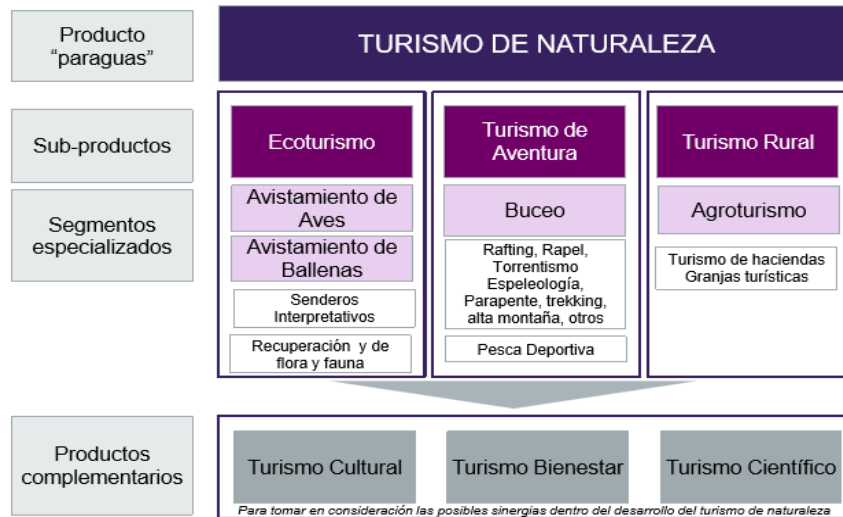 Producto
“paraguas”
TURISMO DE NATURALEZA
Sub-productos
Ecoturismo
Turismo de
Aventura
Turismo Rural
Segmentos
especializados
Avistamiento de
Aves
Avistamiento de
Ballenas
Senderos
Interpretativos
Recuperación y de
flora y fauna
Buceo
Rafting, Rapel,
Torrentismo
Espeleología,
Parapente, trekking,
alta montaña, otros
Pesca Deportiva
Agroturismo
Turismo de haciendas
Granjas turísticas
Productos
complementarios
Turismo Cultural
Turismo Bienestar
Turismo Científico
Para tomar en consideración las posibles sinergias dentro del desarrollo del turismo de naturaleza